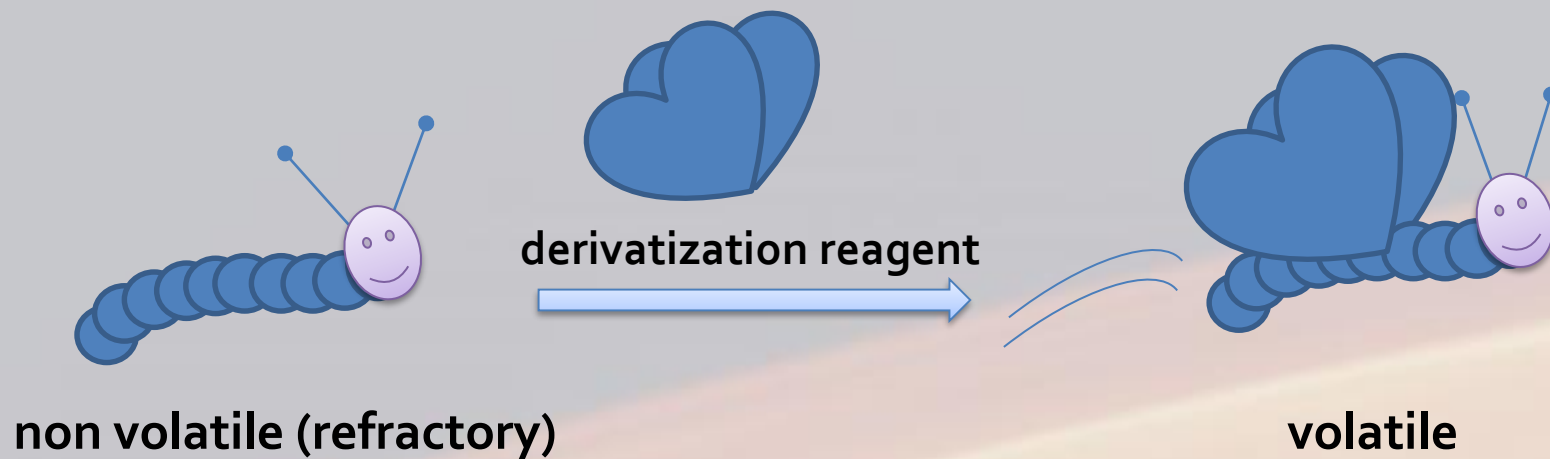 derivatization reagent
non volatile (refractory)
volatile